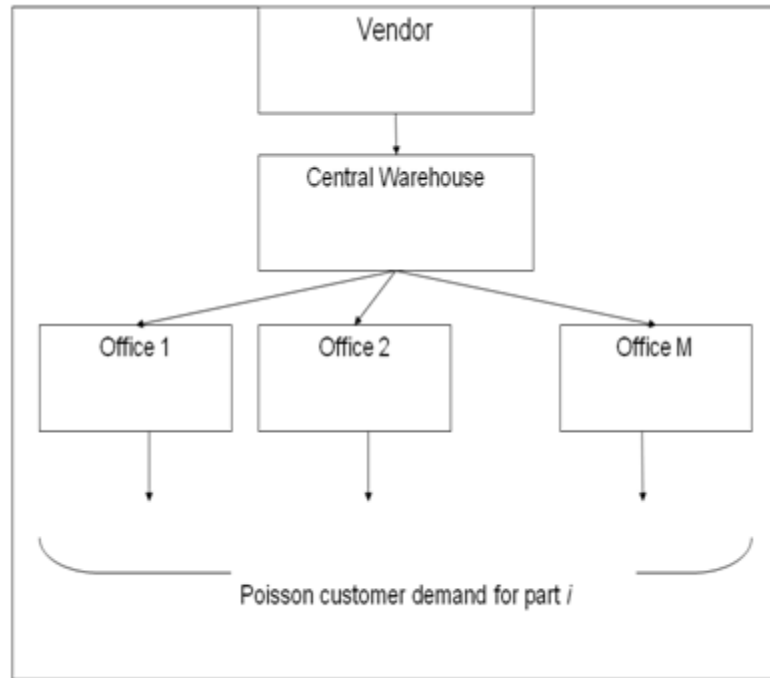 Vendor
Central Warehouse
Office 1
Office 2
Office M
Poisson customer demand for part i